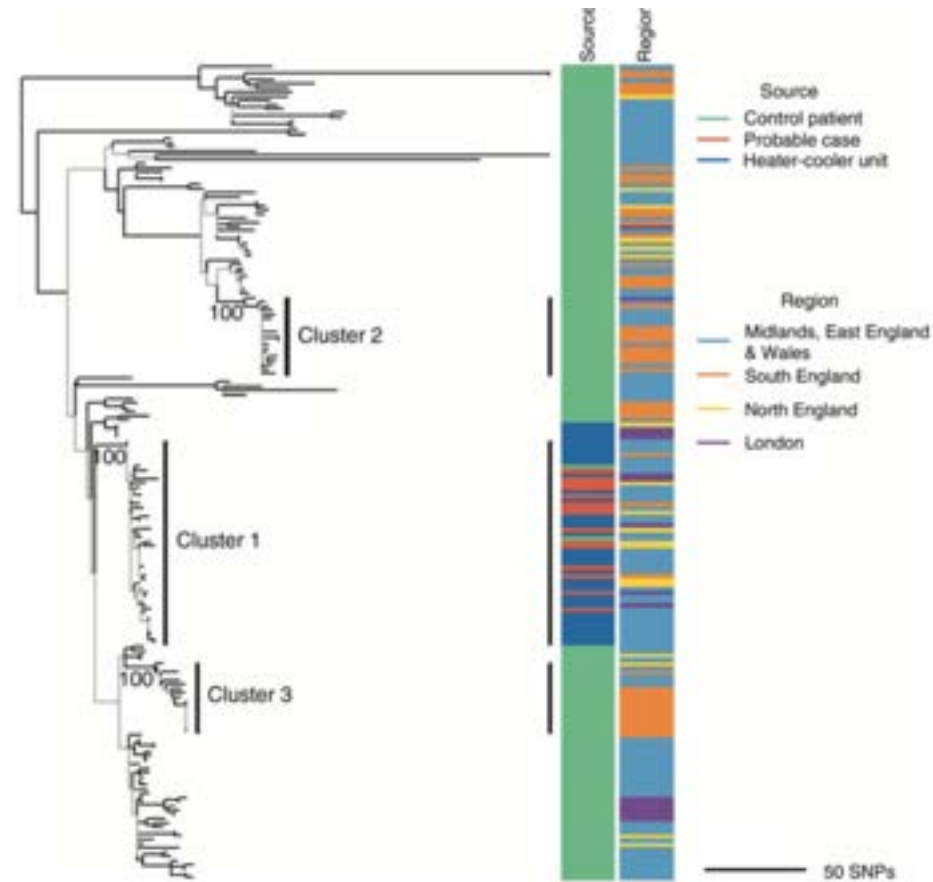 Source
Region
Source
Control patient
Probable case
Heater-cooler unit
100
Cluster 2
Region
Midlands, East England
& Wales
South England
North England
London
100
Cluster 1
100
Cluster 3
50 SNPs